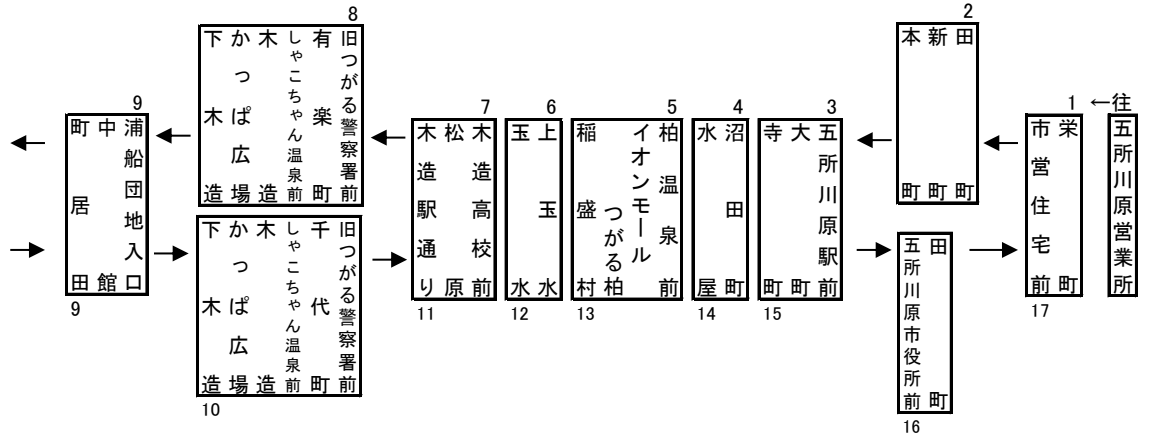 ←往
五所川原営業所
1
栄町
市営住宅前
17
2
田町
新町
本町
田町
五所川原市役所前
16
3
五所川原駅前
大町
寺町
15
4
沼田町
水屋
14
5
柏温泉前
イオンモール
つがる柏
稲盛村
13
6
上玉水
玉水
12
7
木造高校前
松原
木造駅通り
11
8
旧つがる警察署前
有楽町
しゃこちゃん温泉前
木造
かっぱ広場
下木造
旧つがる警察署前
千代町
しゃこちゃん温泉前
木造
かっぱ広場
下木造
10
9
浦船団地入口
中館
町居田
9